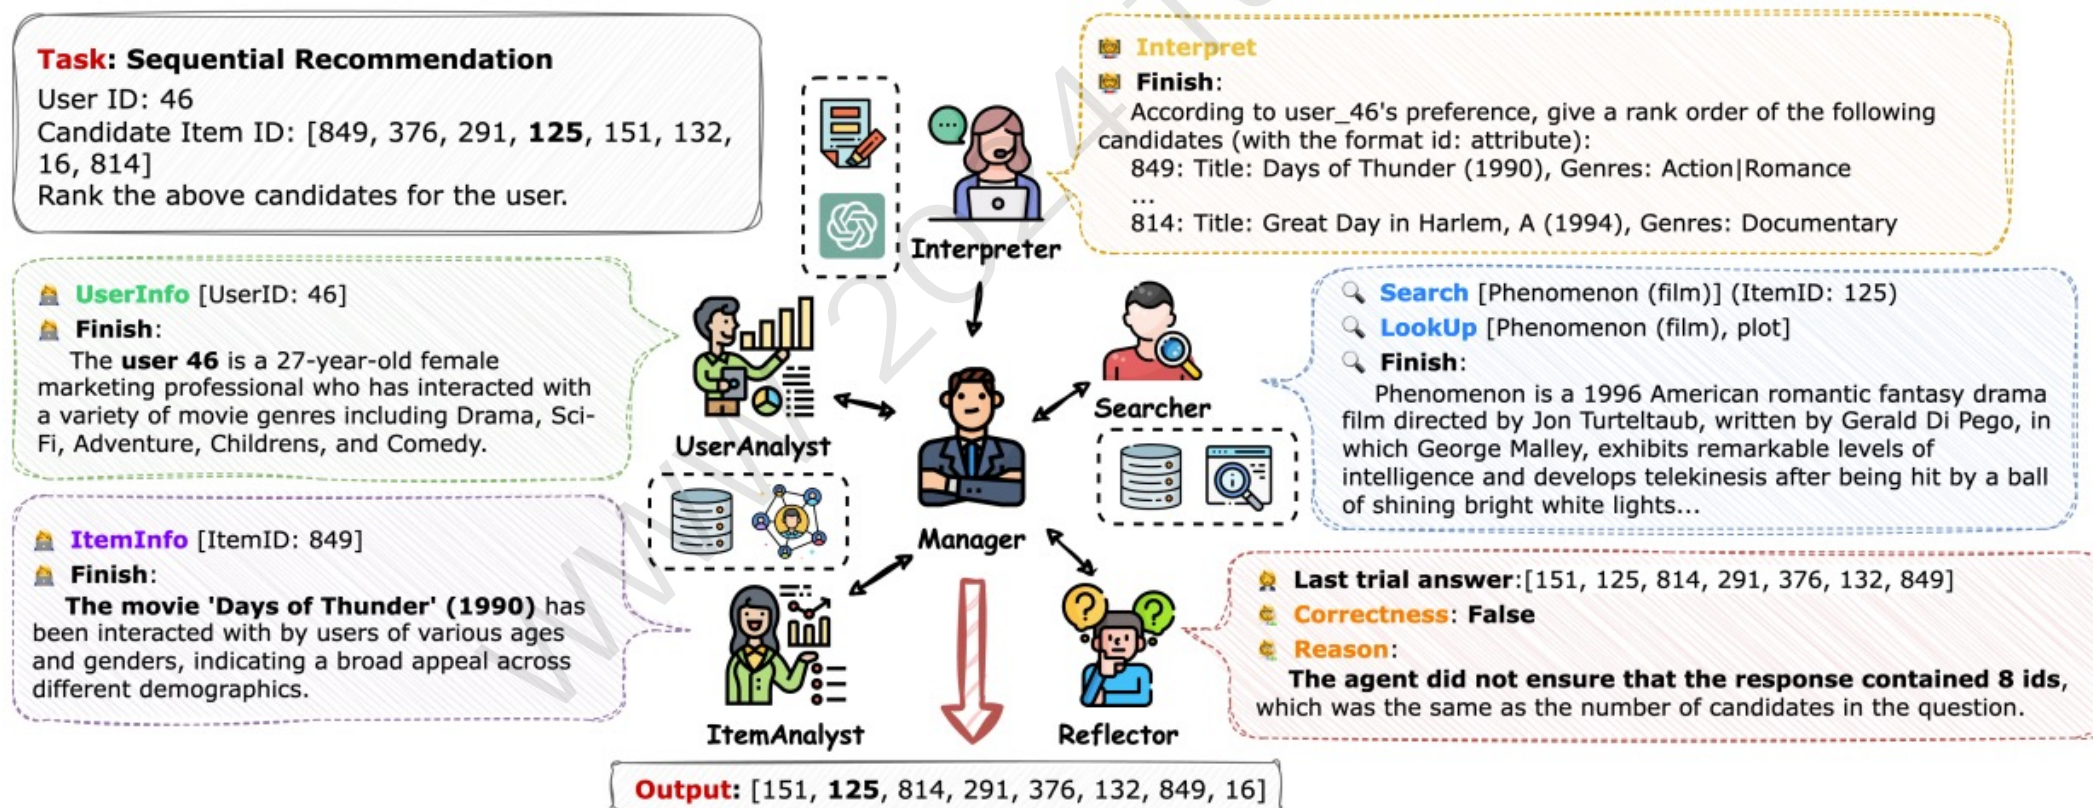 Task: Sequential Recommendation
User ID: 46
Candidate Item ID: [849, 376, 291, 125, 151, 132,
16, 814]
Rank the above candidates for the user.
Interpret
Finish:
According to user_46's preference, give a rank order of the following
candidates (with the format id: attribute):
849: Title: Days of Thunder (1990), Genres: Action|Romance
...
814: Title: Great Day in Harlem, A (1994), Genres: Documentary
Interpreter
UserInfo [UserID: 46]
Finish:
The user 46 is a 27-year-old female
marketing professional who has interacted with
a variety of movie genres including Drama, Sci-
Fi, Adventure, Childrens, and Comedy.
UserAnalyst
Search [Phenomenon (film)] (ItemID: 125)
LookUp [Phenomenon (film), plot]
Finish:
Phenomenon is a 1996 American romantic fantasy drama
film directed by Jon Turteltaub, written by Gerald Di Pego, in
which George Malley, exhibits remarkable levels of
intelligence and develops telekinesis after being hit by a ball
of shining bright white lights...
Searcher
Manager
ItemInfo [ItemID: 849]
Finish:
The movie 'Days of Thunder' (1990) has
been interacted with by users of various ages
and genders, indicating a broad appeal across
different demographics.
ItemAnalyst
Last trial answer:[151, 125, 814, 291, 376, 132, 849]
Correctness: False
Reason:
The agent did not ensure that the response contained 8 ids,
which was the same as the number of candidates in the question.
Reflector
Output: [151, 125, 814, 291, 376, 132, 849, 16]
www 2024